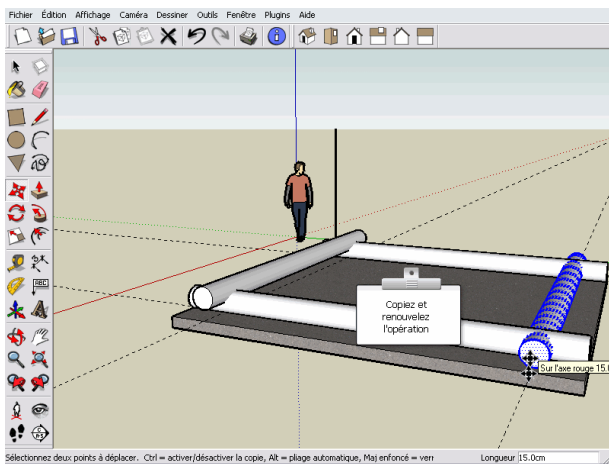 Fichier Édition Affichage Caméra Dessiner Outils Fenêtre Plugins Aide
ABC
Copiez et
renouvelez
l'opération
Sur l'axe rouge 15.0
Sélectionnez deux points à déplacer. Ctrl = activer/désactiver la copie, Alt = pliage automatique, Maj enfoncé = verr
Longueur 15.0cm